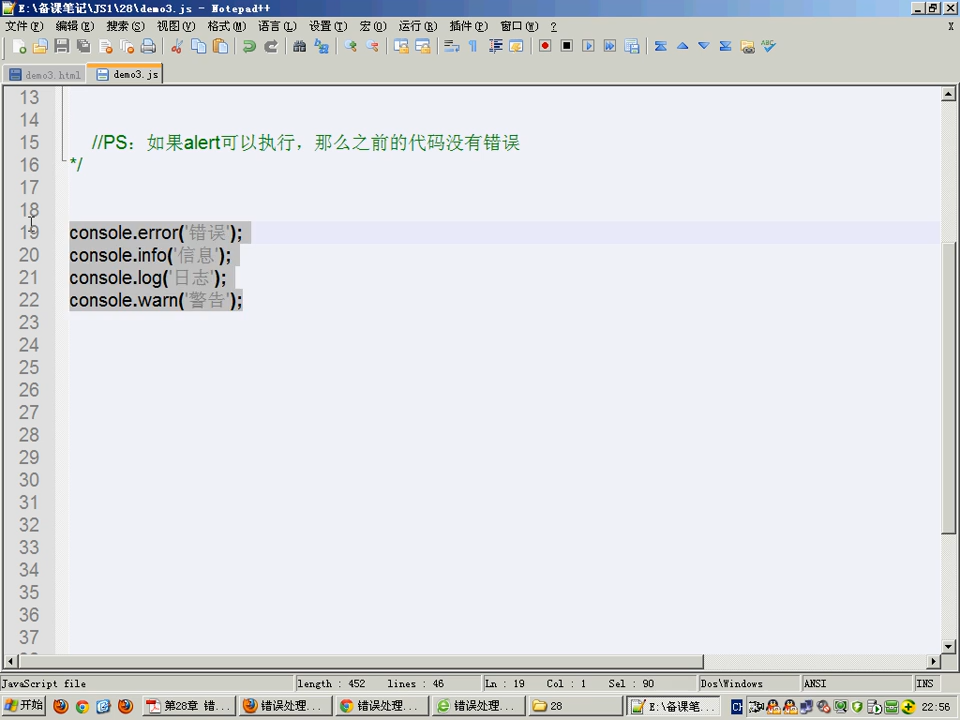 E:\备课笔记\JS1\28\demo3.js - Notepad++
文件(F) 编辑(E) 搜索(S) 视图(V) 格式(M) 语言(L) 设置(T) 宏(O) 运行(R) 插件(P) 窗口(W) ? X
demo3.html demo3.js
13
14
15 //PS：如果alert可以执行，那么之前的代码没有错误
16 */
17
18
19 console.error('错误');
20 console.info('信息');
21 console.log('日志');
22 console.warn('警告');
23
24
25
26
27
28
29
30
31
32
33
34
35
36
37
JavaScript file length : 452 lines : 46 Ln : 19 Col : 1 Sel : 90 Dos\Windows ANSI INS
开始 第28章 错... 错误处理... 错误处理... 错误处理... 28 E:\备课笔... 22:56